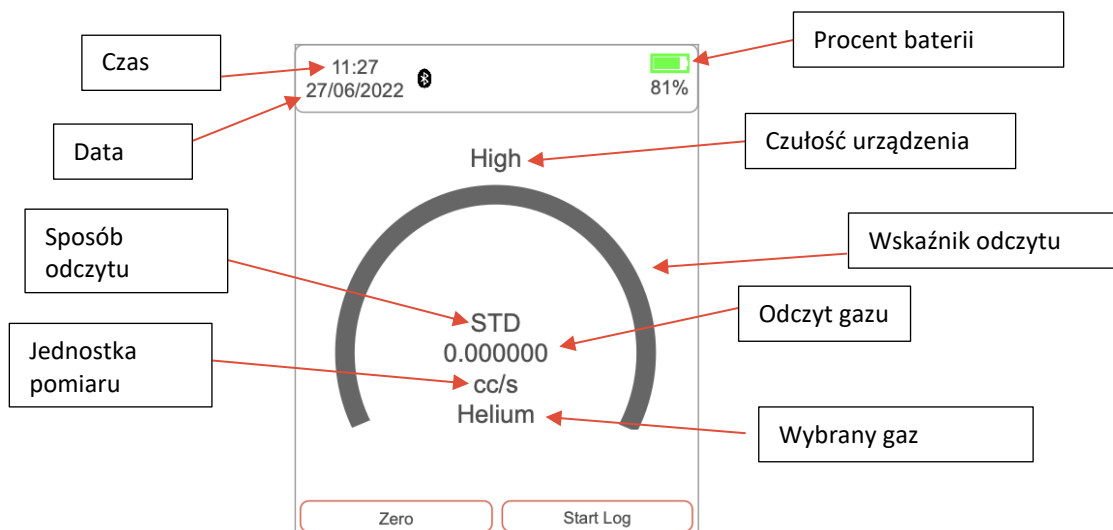 Czas
Procent baterii
11:27
27/06/2022
81%
Data
Czułość urządzenia
High
Sposób
odczytu
Wskaźnik odczytu
Odczyt gazu
STD
0.000000
Jednostka
pomiaru
cc/s
Helium
Wybrany gaz
Zero
Start Log